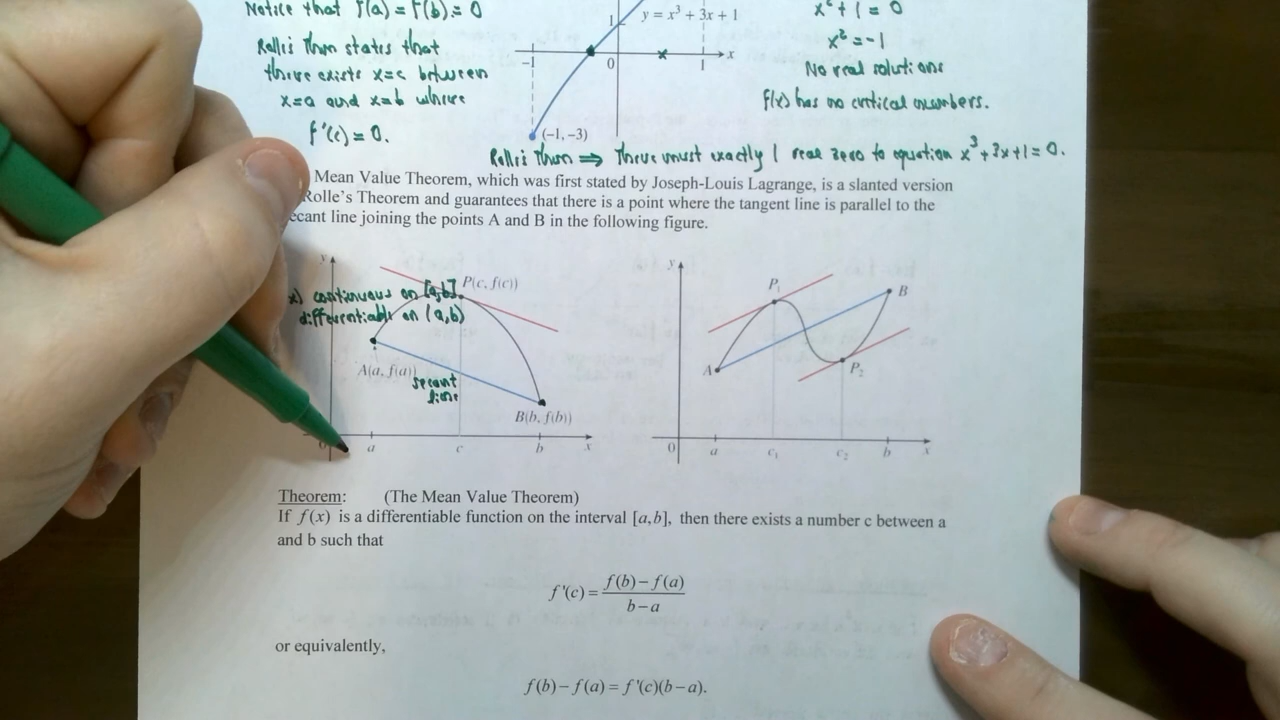 Notice that f(a) = f(b) = 0
Rolle's Thm states that
there exists x=c between
x=a and x=b where
f'(c) = 0.
1
y = x³ + 3x + 1
−1
0
1
x
(−1, −3)
x² + 1 = 0
x² = −1
No real solutions
f(x) has no critical numbers.
Rolle's Thm ⇒ There must exactly 1 real zero to equation x³+3x+1=0.
Mean Value Theorem, which was first stated by Joseph-Louis Lagrange, is a slanted version
Rolle's Theorem and guarantees that there is a point where the tangent line is parallel to the
secant line joining the points A and B in the following figure.
y
P(c, f(c))
x) continuous on [a,b].
differentiable on (a,b)
A(a, f(a))
secant
line
B(b, f(b))
0
a
c
b
x
y
P₁
B
A
P₂
0
a
c₁
c₂
b
x
Theorem: (The Mean Value Theorem)
If f(x) is a differentiable function on the interval [a,b], then there exists a number c between a
and b such that
f'(c) = f(b) − f(a) / b − a
or equivalently,
f(b) − f(a) = f'(c)(b − a).